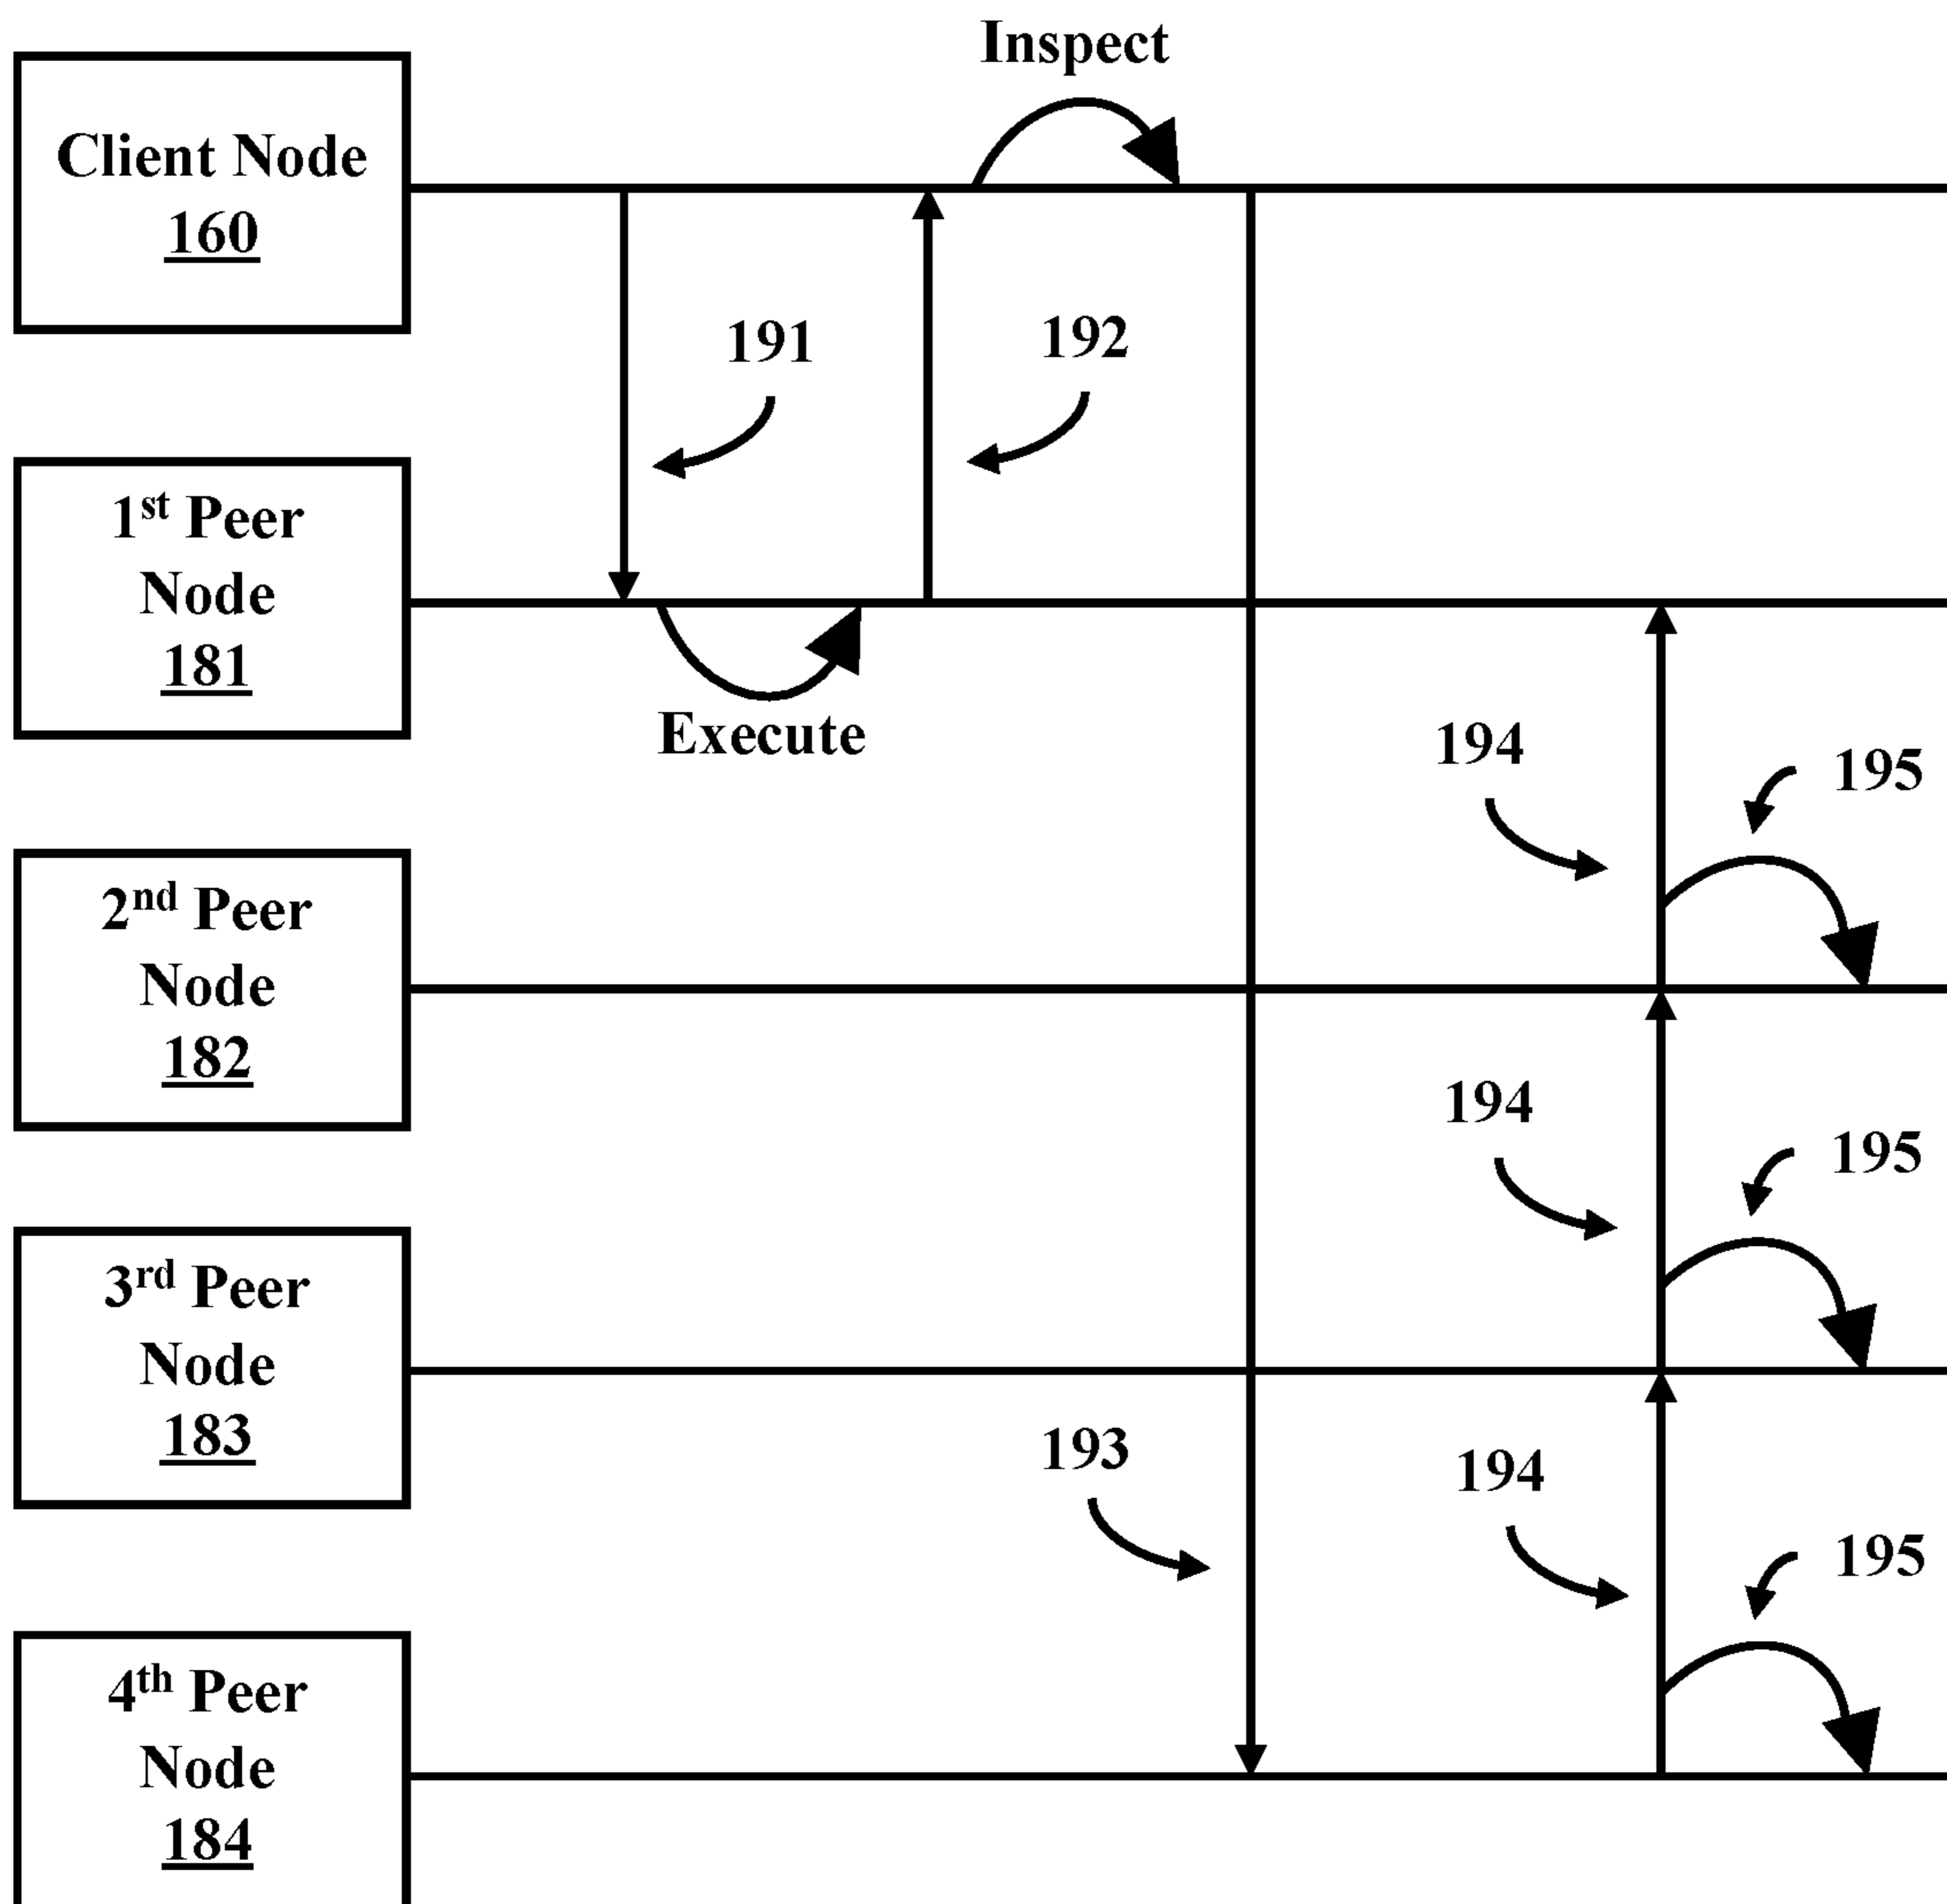 Inspect
Client Node
160
191
192
1st Peer
Node
181
Execute
194
195
2nd Peer
Node
182
194
195
3rd Peer
Node
183
193
194
195
4th Peer
Node
184